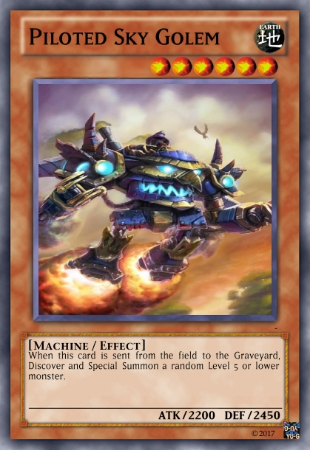 PILOTED SKY GOLEM
EARTH
地
[MACHINE / EFFECT]
When this card is sent from the field to the Graveyard,
Discover and Special Summon a random Level 5 or lower
monster.
ATK/2200 DEF/2450
©2017